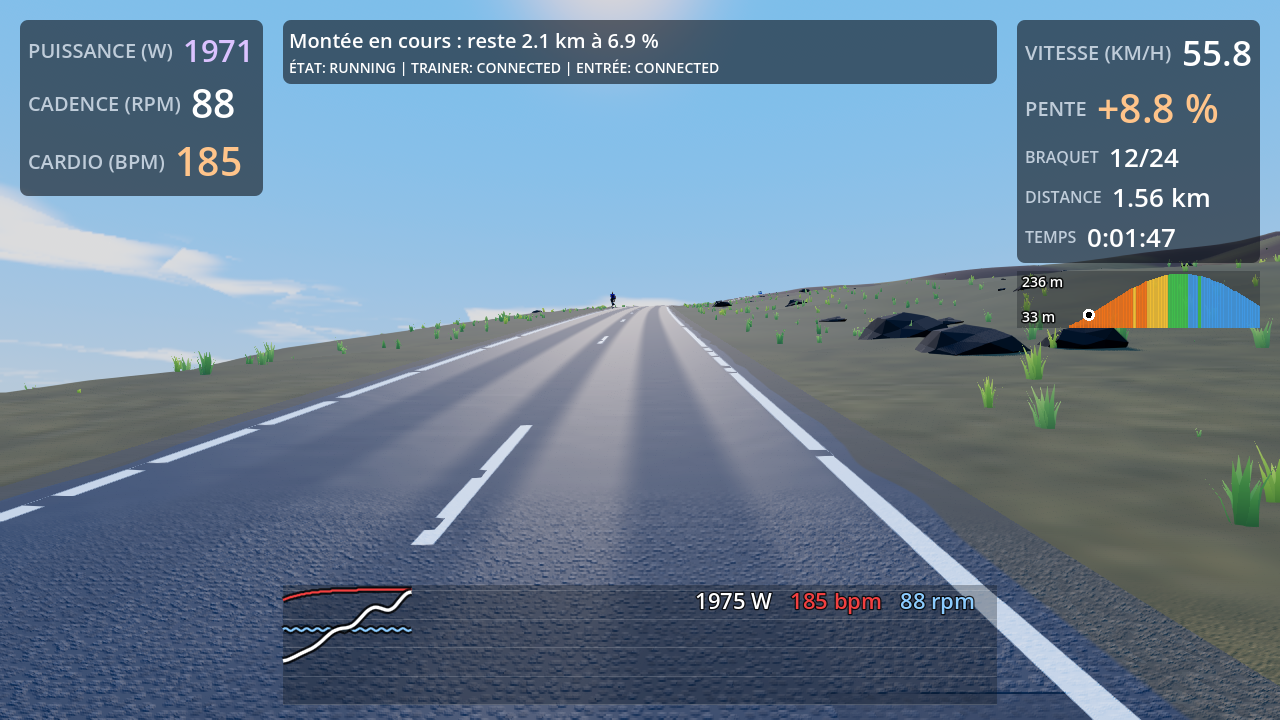 PUISSANCE (W) 1971
CADENCE (RPM) 88
CARDIO (BPM) 185
Montée en cours : reste 2.1 km à 6.9 %
ÉTAT: RUNNING | TRAINER: CONNECTED | ENTRÉE: CONNECTED
VITESSE (KM/H) 55.8
PENTE +8.8 %
BRAQUET 12/24
DISTANCE 1.56 km
TEMPS 0:01:47
236 m
33 m
1975 W 185 bpm 88 rpm